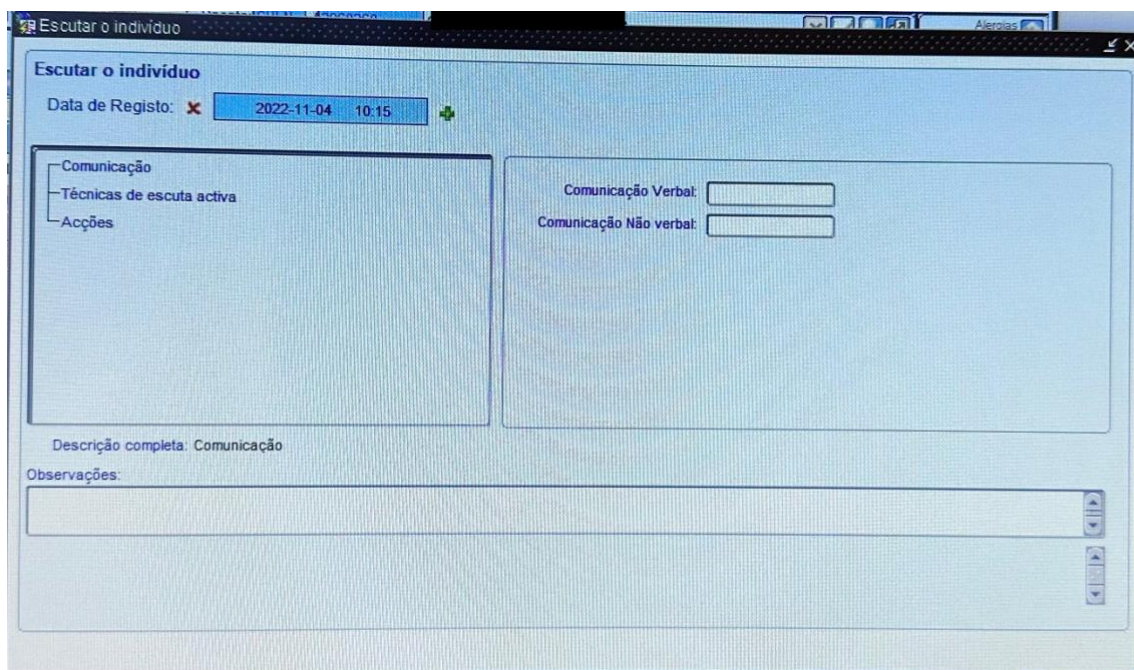 Escutar o indivíduo
Alergias
Escutar o indivíduo
Data de Registo: 2022-11-04 10:15
Comunicação
Técnicas de escuta activa
Acções
Comunicação Verbal:
Comunicação Não verbal:
Descrição completa: Comunicação
Observações: